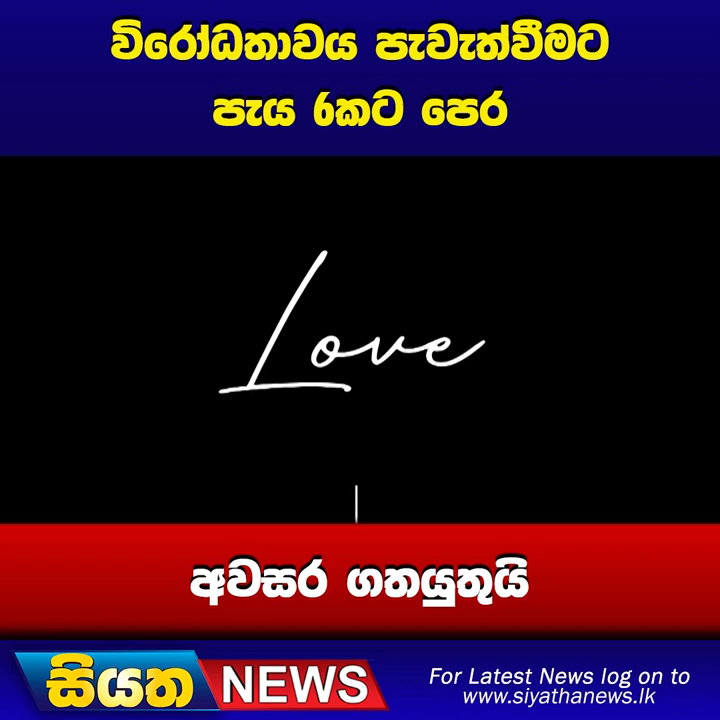 විරෝධතාවය පැවැත්වීමට
පැය 6කට පෙර
Love
අවසර ගතයුතුයි
සියත NEWS
For Latest News log on to
www.siyathanews.lk